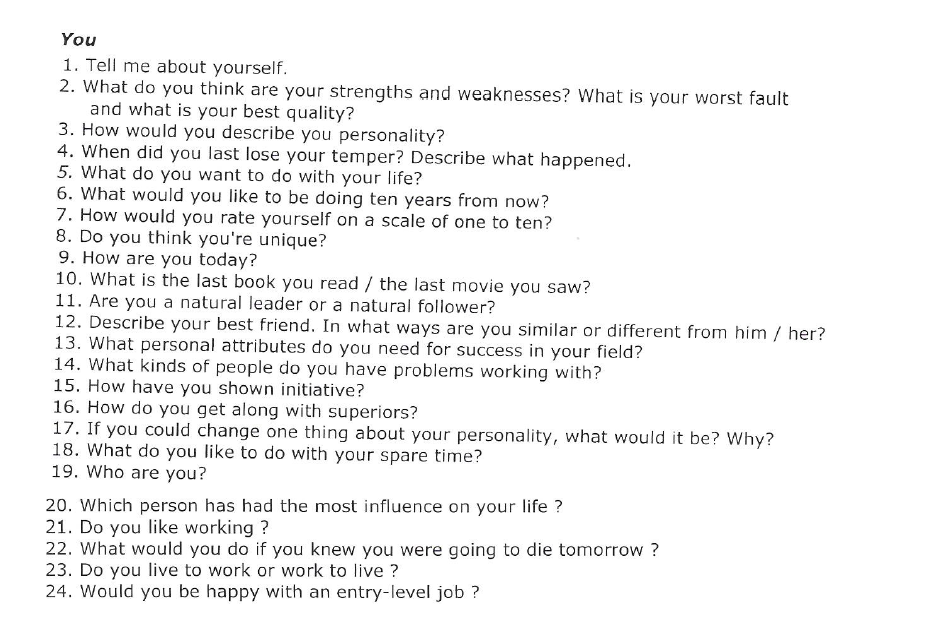 You
1. Tell me about yourself.
2. What do you think are your strengths and weaknesses? What is your worst fault
and what is your best quality?
3. How would you describe you personality?
4. When did you last lose your temper? Describe what happened.
5. What do you want to do with your life?
6. What would you like to be doing ten years from now?
7. How would you rate yourself on a scale of one to ten?
8. Do you think you're unique?
9. How are you today?
10. What is the last book you read / the last movie you saw?
11. Are you a natural leader or a natural follower?
12. Describe your best friend. In what ways are you similar or different from him / her?
13. What personal attributes do you need for success in your field?
14. What kinds of people do you have problems working with?
15. How have you shown initiative?
16. How do you get along with superiors?
17. If you could change one thing about your personality, what would it be? Why?
18. What do you like to do with your spare time?
19. Who are you?
20. Which person has had the most influence on your life ?
21. Do you like working ?
22. What would you do if you knew you were going to die tomorrow ?
23. Do you live to work or work to live ?
24. Would you be happy with an entry-level job ?